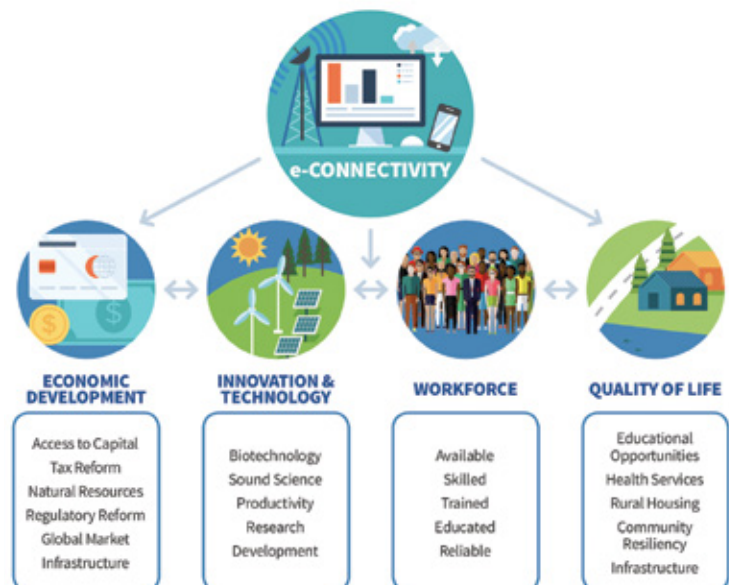 e-CONNECTIVITY
ECONOMIC
DEVELOPMENT
Access to Capital
Tax Reform
Natural Resources
Regulatory Reform
Global Market
Infrastructure
INNOVATION &
TECHNOLOGY
Biotechnology
Sound Science
Productivity
Research
Development
WORKFORCE
Available
Skilled
Trained
Educated
Reliable
QUALITY OF LIFE
Educational
Opportunities
Health Services
Rural Housing
Community
Resiliency
Infrastructure